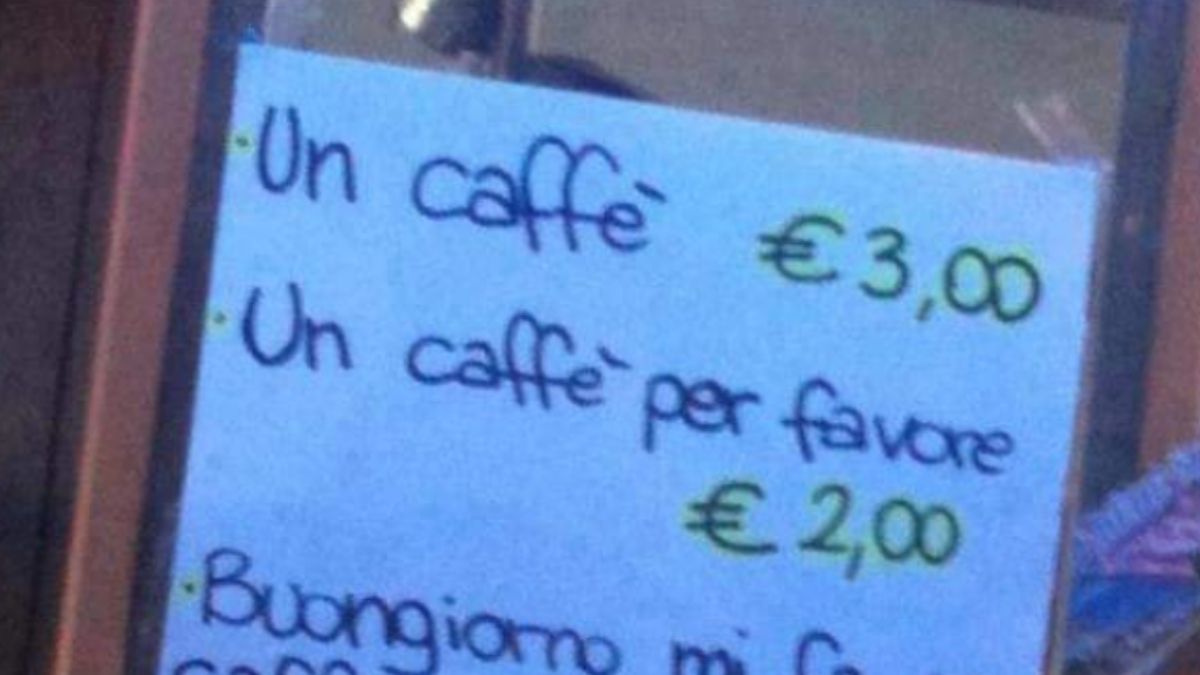 · Un caffè €3,00
· Un caffè per favore
€ 2,00
· Buongiorno mi